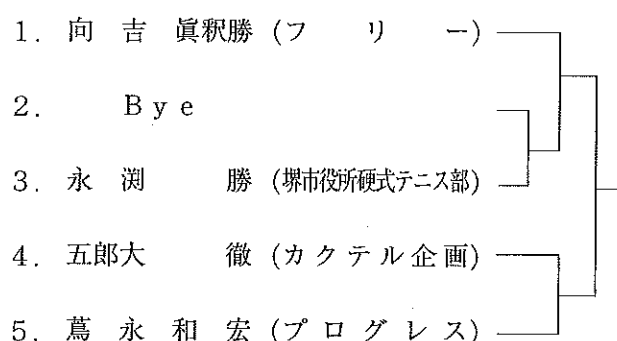 1. 向 吉 眞釈勝 (フ リ ー)
2. Bye
3. 永 渕 勝 (堺市役所硬式テニス部)
4. 五郎大 徹 (カクテル企画)
5. 蔦 永 和 宏 (プログレス)